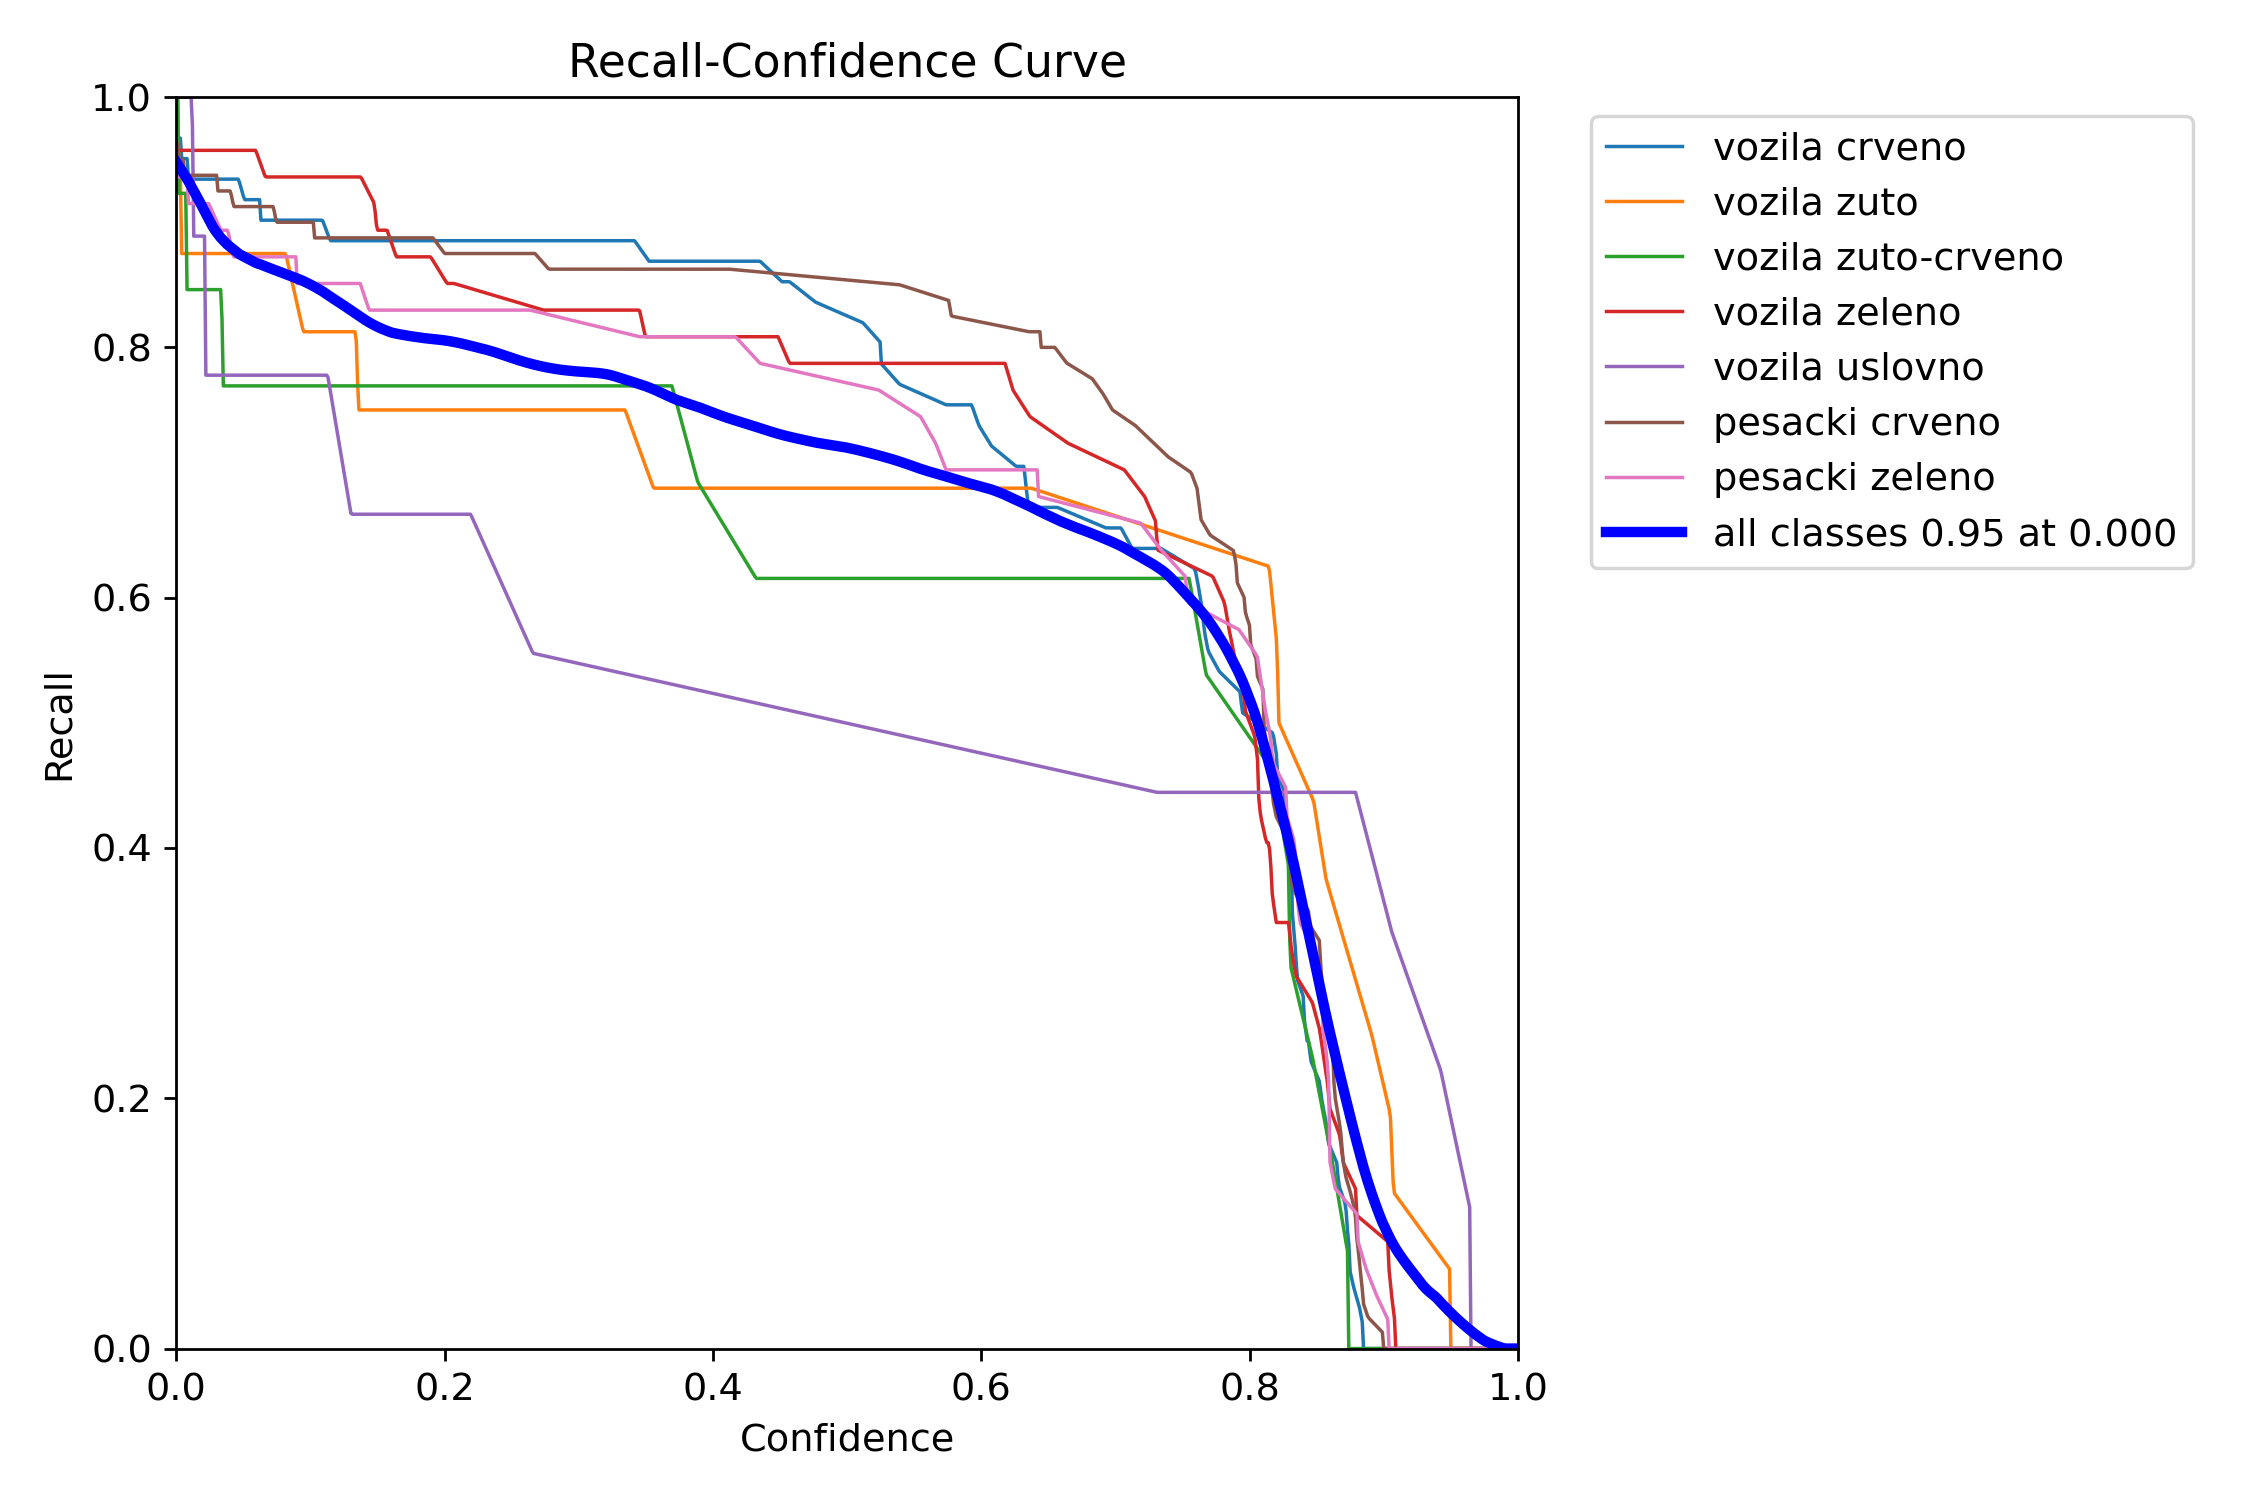 Recall-Confidence Curve
1.0
0.8
0.6
0.4
0.2
0.0
Recall
0.0 0.2 0.4 0.6 0.8 1.0
Confidence
vozila crveno
vozila zuto
vozila zuto-crveno
vozila zeleno
vozila uslovno
pesacki crveno
pesacki zeleno
all classes 0.95 at 0.000